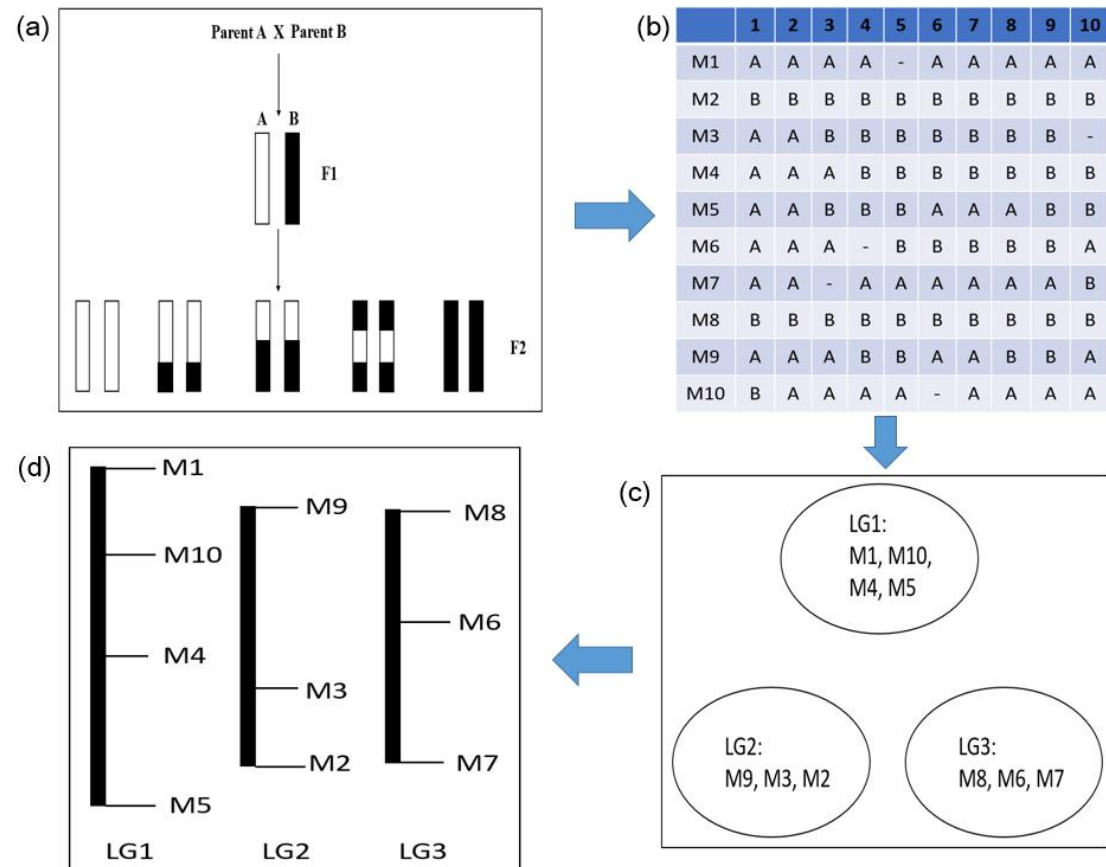 (a)
Parent A X Parent B
A B
F1
F2
(b)
1 2 3 4 5 6 7 8 9 10
M1 A A A A - A A A A A
M2 B B B B B B B B B B
M3 A A B B B B B B B -
M4 A A A B B B B B B B
M5 A A B B B A A A B B
M6 A A A - B B B B B A
M7 A A - A A A A A A B
M8 B B B B B B B B B B
M9 A A A B B A A B B A
M10 B A A A A - A A A A
(c)
LG1:
M1, M10,
M4, M5
LG2:
M9, M3, M2
LG3:
M8, M6, M7
(d)
M1
M10
M4
M5
LG1
M9
M3
M2
LG2
M8
M6
M7
LG3